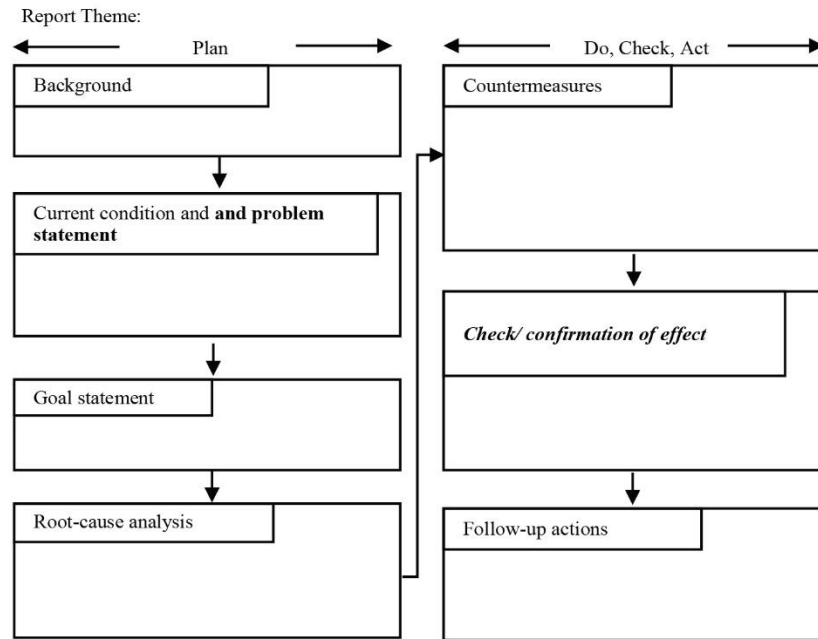 Report Theme:
Plan
Background
Current condition and and problem
statement
Goal statement
Root-cause analysis
Do, Check, Act
Countermeasures
Check/ confirmation of effect
Follow-up actions